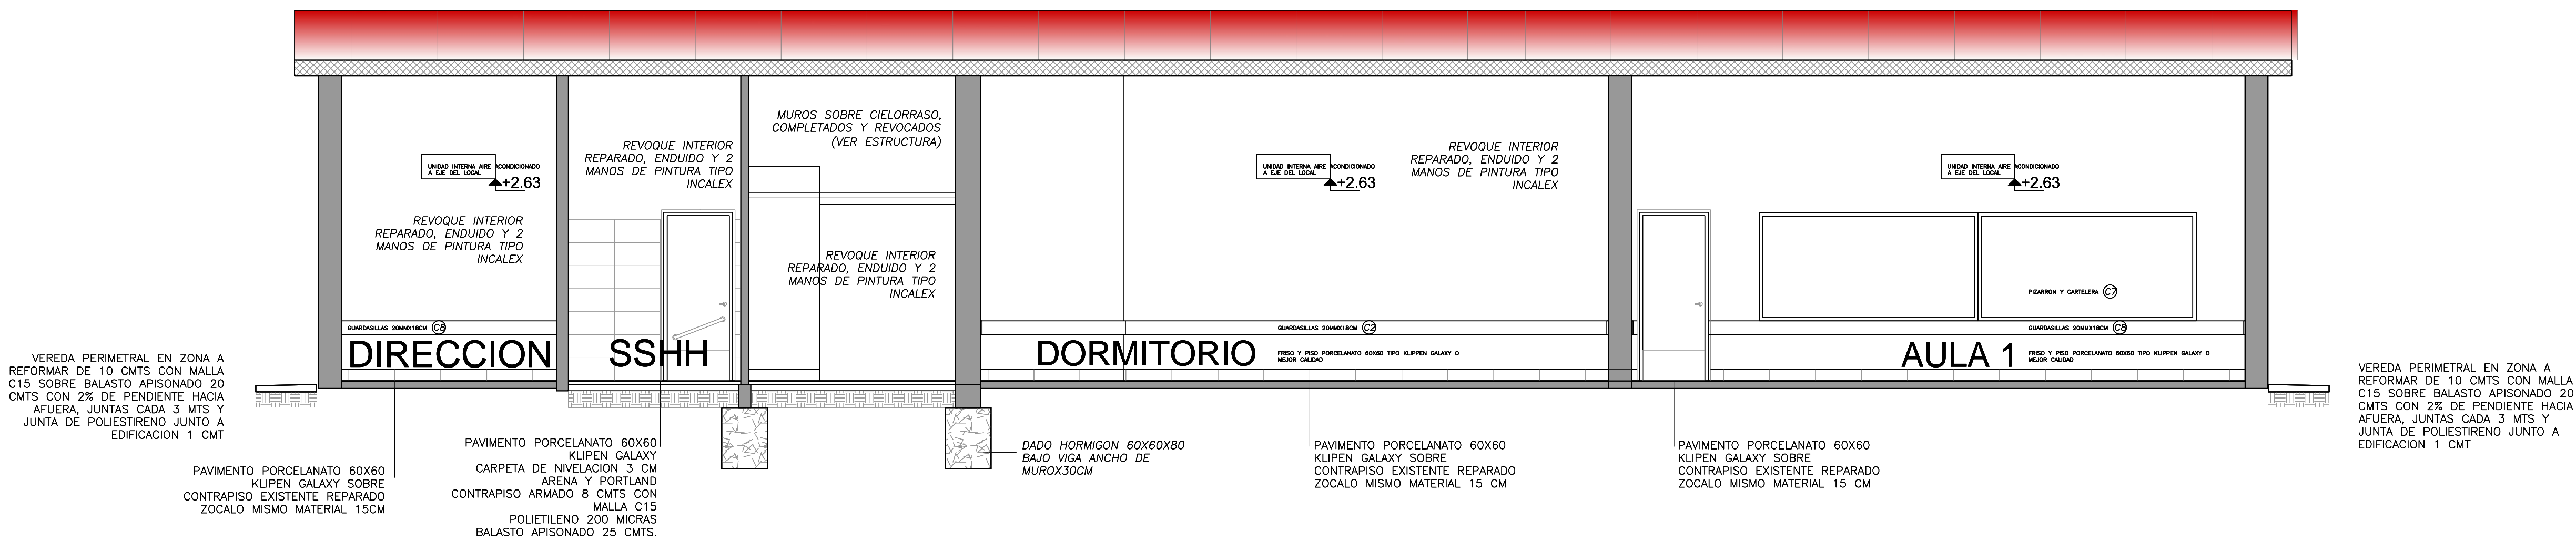 MUROS SOBRE CIELORRASO,
COMPLETADOS Y REVOCADOS
(VER ESTRUCTURA)
REVOQUE INTERIOR
REPARADO, ENDUIDO Y 2
MANOS DE PINTURA TIPO
INCALEX
REVOQUE INTERIOR
REPARADO, ENDUIDO Y 2
MANOS DE PINTURA TIPO
INCALEX
UNIDAD INTERNA AIRE ACONDICIONADO
A EJE DEL LOCAL
+2.63
UNIDAD INTERNA AIRE ACONDICIONADO
A EJE DEL LOCAL
+2.63
UNIDAD INTERNA AIRE ACONDICIONADO
A EJE DEL LOCAL
+2.63
REVOQUE INTERIOR
REPARADO, ENDUIDO Y 2
MANOS DE PINTURA TIPO
INCALEX
REVOQUE INTERIOR
REPARADO, ENDUIDO Y 2
MANOS DE PINTURA TIPO
INCALEX
PIZARRON Y CARTELERA C7
GUARDASILLAS 20MMX18CM C8
GUARDASILLAS 20MMX18CM C2
GUARDASILLAS 20MMX18CM C8
DIRECCION
SSHH
DORMITORIO
FRISO Y PISO PORCELANATO 60X60 TIPO KLIPPEN GALAXY O
MEJOR CALIDAD
AULA 1
FRISO Y PISO PORCELANATO 60X60 TIPO KLIPPEN GALAXY O
MEJOR CALIDAD
VEREDA PERIMETRAL EN ZONA A
REFORMAR DE 10 CMTS CON MALLA
C15 SOBRE BALASTO APISONADO 20
CMTS CON 2% DE PENDIENTE HACIA
AFUERA, JUNTAS CADA 3 MTS Y
JUNTA DE POLIESTIRENO JUNTO A
EDIFICACION 1 CMT
PAVIMENTO PORCELANATO 60X60
KLIPEN GALAXY SOBRE
CONTRAPISO EXISTENTE REPARADO
ZOCALO MISMO MATERIAL 15CM
PAVIMENTO PORCELANATO 60X60
KLIPEN GALAXY
CARPETA DE NIVELACION 3 CM
ARENA Y PORTLAND
CONTRAPISO ARMADO 8 CMTS CON
MALLA C15
POLIETILENO 200 MICRAS
BALASTO APISONADO 25 CMTS.
DADO HORMIGON 60X60X80
BAJO VIGA ANCHO DE
MUROX30CM
PAVIMENTO PORCELANATO 60X60
KLIPEN GALAXY SOBRE
CONTRAPISO EXISTENTE REPARADO
ZOCALO MISMO MATERIAL 15 CM
PAVIMENTO PORCELANATO 60X60
KLIPEN GALAXY SOBRE
CONTRAPISO EXISTENTE REPARADO
ZOCALO MISMO MATERIAL 15 CM
VEREDA PERIMETRAL EN ZONA A
REFORMAR DE 10 CMTS CON MALLA
C15 SOBRE BALASTO APISONADO 20
CMTS CON 2% DE PENDIENTE HACIA
AFUERA, JUNTAS CADA 3 MTS Y
JUNTA DE POLIESTIRENO JUNTO A
EDIFICACION 1 CMT